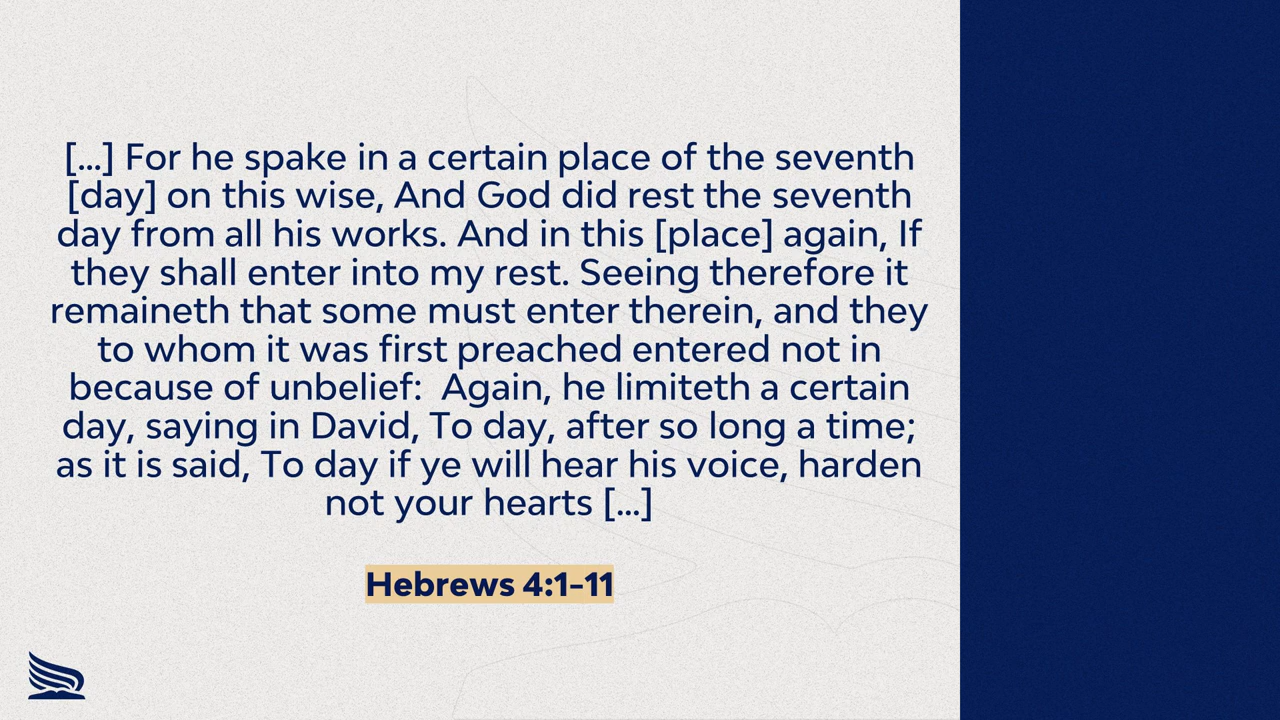 [...] For he spake in a certain place of the seventh
[day] on this wise, And God did rest the seventh
day from all his works. And in this [place] again, If
they shall enter into my rest. Seeing therefore it
remaineth that some must enter therein, and they
to whom it was first preached entered not in
because of unbelief:  Again, he limiteth a certain
day, saying in David, To day, after so long a time;
as it is said, To day if ye will hear his voice, harden
not your hearts [...]
Hebrews 4:1-11